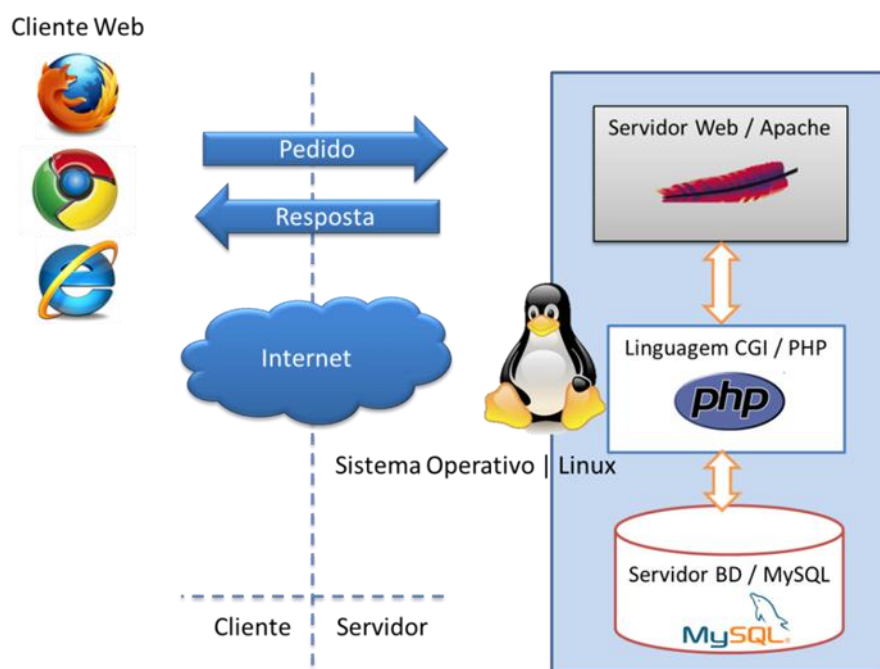 Cliente Web
Pedido
Resposta
Internet
Sistema Operativo | Linux
Cliente
Servidor
Servidor Web / Apache
Linguagem CGI / PHP
php
Servidor BD / MySQL
MySQL®